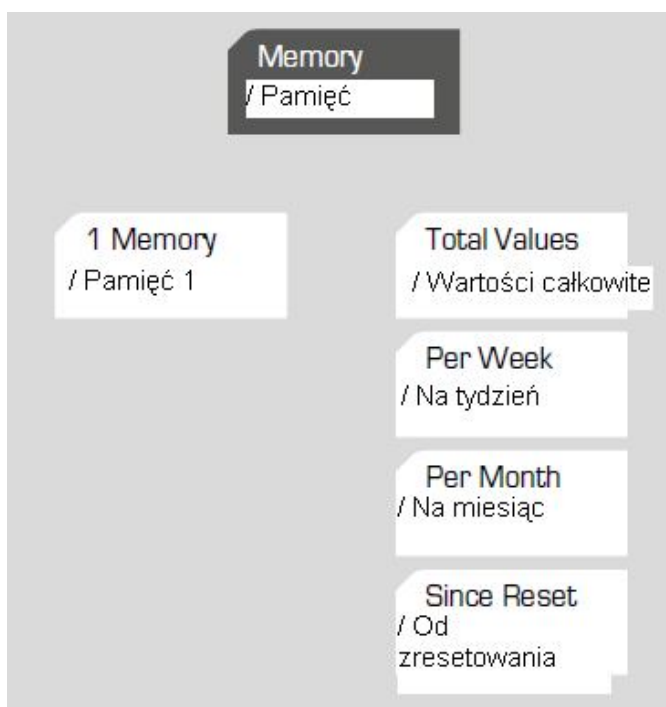 Memory
/ Pamięć
1 Memory
/ Pamięć 1
Total Values
/ Wartości całkowite
Per Week
/ Na tydzień
Per Month
/ Na miesiąc
Since Reset
/ Od
zresetowania